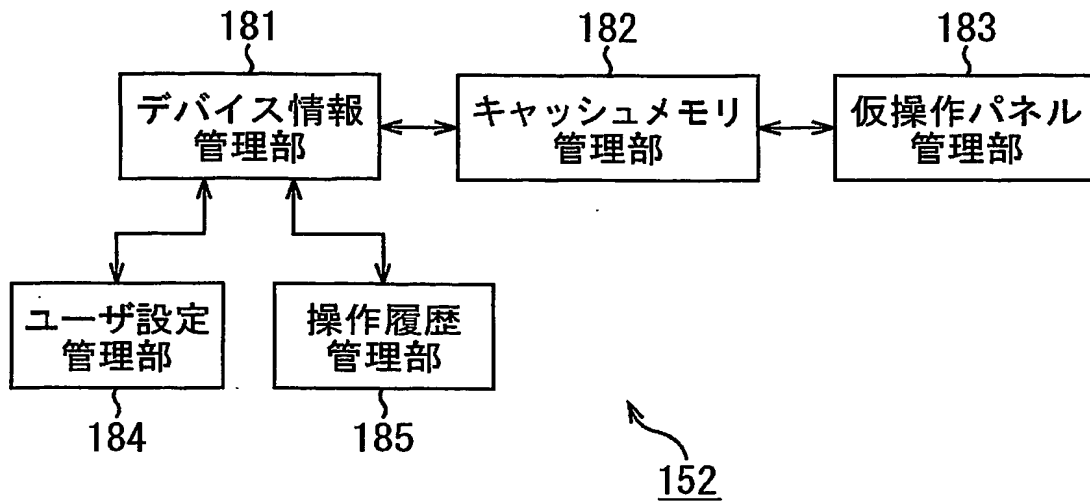 181
182
183
デバイス情報
管理部
キャッシュメモリ
管理部
仮操作パネル
管理部
ユーザ設定
管理部
操作履歴
管理部
184
185
152